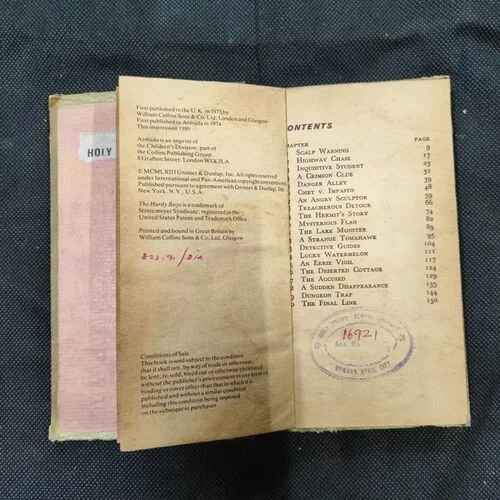 HOLY
First published in the U.K. in 1973 by
William Collins Sons & Co. Ltd. London and Glasgow
First published in Armada in 1974
This impression 1989
Armada is an imprint of
the Children's Division, part of
the Collins Publishing Group,
8 Grafton Street, London W1X 3LA
© MCMLXIII Grosset & Dunlap, Inc. All rights reserved
under International and Pan-American copyright conventions.
Published pursuant to agreement with Grosset & Dunlap, Inc.
New York, N.Y., U.S.A.
The Hardy Boys is a trademark of
Stratemeyer Syndicate, registered in the
United States Patent and Trademark Office
Printed and bound in Great Britain by
William Collins Sons & Co. Ltd, Glasgow
Conditions of Sale
This book is sold subject to the condition
that it shall not, by way of trade or otherwise,
be lent, re-sold, hired out or otherwise circulated
without the publisher's prior consent in any form of
binding or cover other than that in which it is
published and without a similar condition
including this condition being imposed
on the subsequent purchaser.
ONTENTS
HAPTER PAGE
SCALP WARNING 9
HIGHWAY CHASE 17
INQUISITIVE STUDENT 23
A CRIMSON CLUE 31
DANGER ALLEY 39
CHET V. IMPAITO 48
AN ANGRY SCULPTOR 59
TREACHEROUS DETOUR 66
THE HERMIT'S STORY 74
MYSTERIOUS FLAG 82
THE LAKE MONSTER 89
A STRANGE TOMAHAWK 95
DETECTIVE GUIDES 104
LUCKY WATERMELON 112
AN EERIE VIGIL 117
THE DESERTED COTTAGE 124
THE ACCUSED 129
A SUDDEN DISAPPEARANCE 135
DUNGEON TRAP 144
THE FINAL LINK 150
16921
BOKARO STEEL CITY